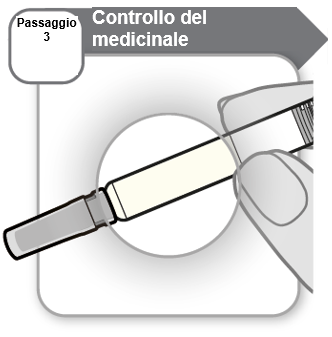 Passaggio
3
Controllo del
medicinale